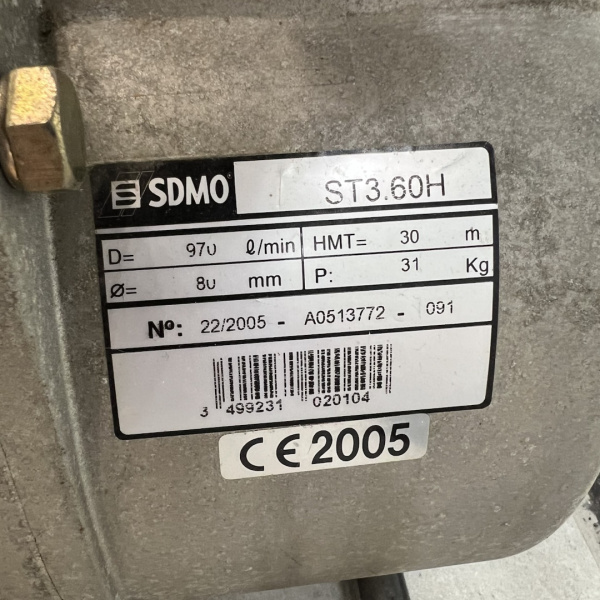 SDMO ST3.60H
D= 970 ℓ/min HMT= 30 m
Ø= 80 mm P: 31 Kg
Nº: 22/2005 - A0513772 - 091
3 499231 020104
CE 2005